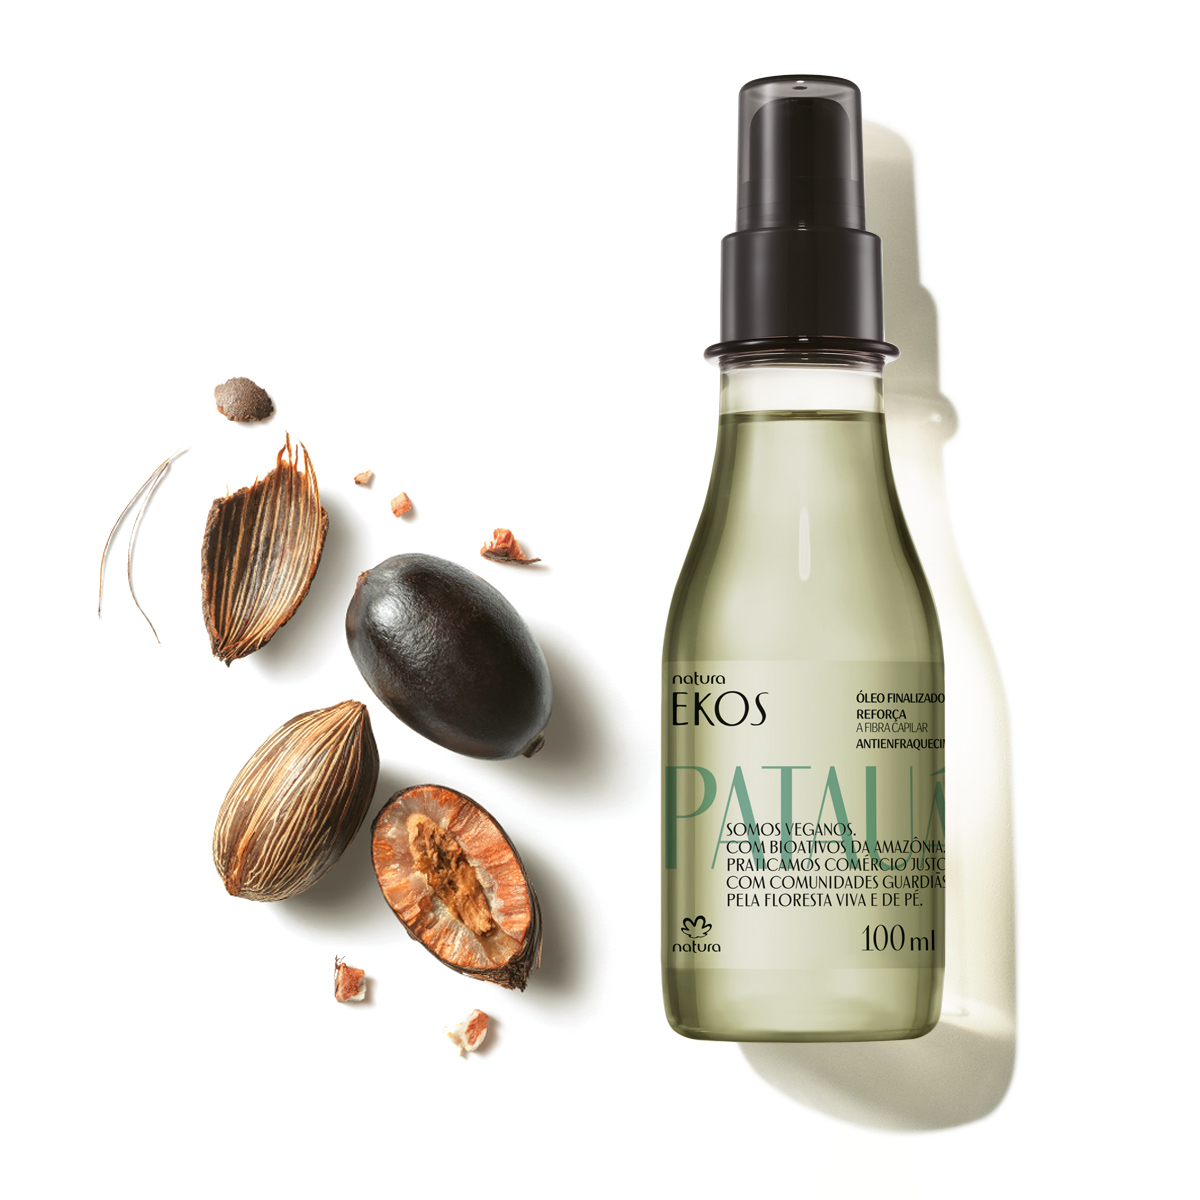 natura
EKOS
ÓLEO FINALIZADO
REFORÇA
A FIBRA CAPILAR
ANTIENFRAQUECI
PATAUÁ
SOMOS VEGANOS.
COM BIOATIVOS DA AMAZÔNIA.
PRATICAMOS COMÉRCIO JUSTO
COM COMUNIDADES GUARDIÃS
PELA FLORESTA VIVA E DE PÉ.
natura
100 ml